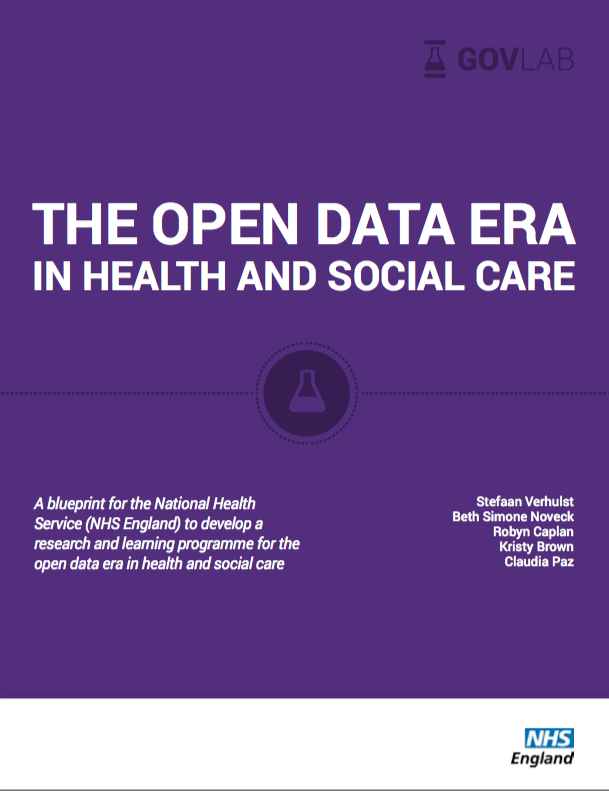 GOVLAB
THE OPEN DATA ERA
IN HEALTH AND SOCIAL CARE
A blueprint for the National Health
Service (NHS England) to develop a
research and learning programme for the
open data era in health and social care
Stefaan Verhulst
Beth Simone Noveck
Robyn Caplan
Kristy Brown
Claudia Paz
NHS
England